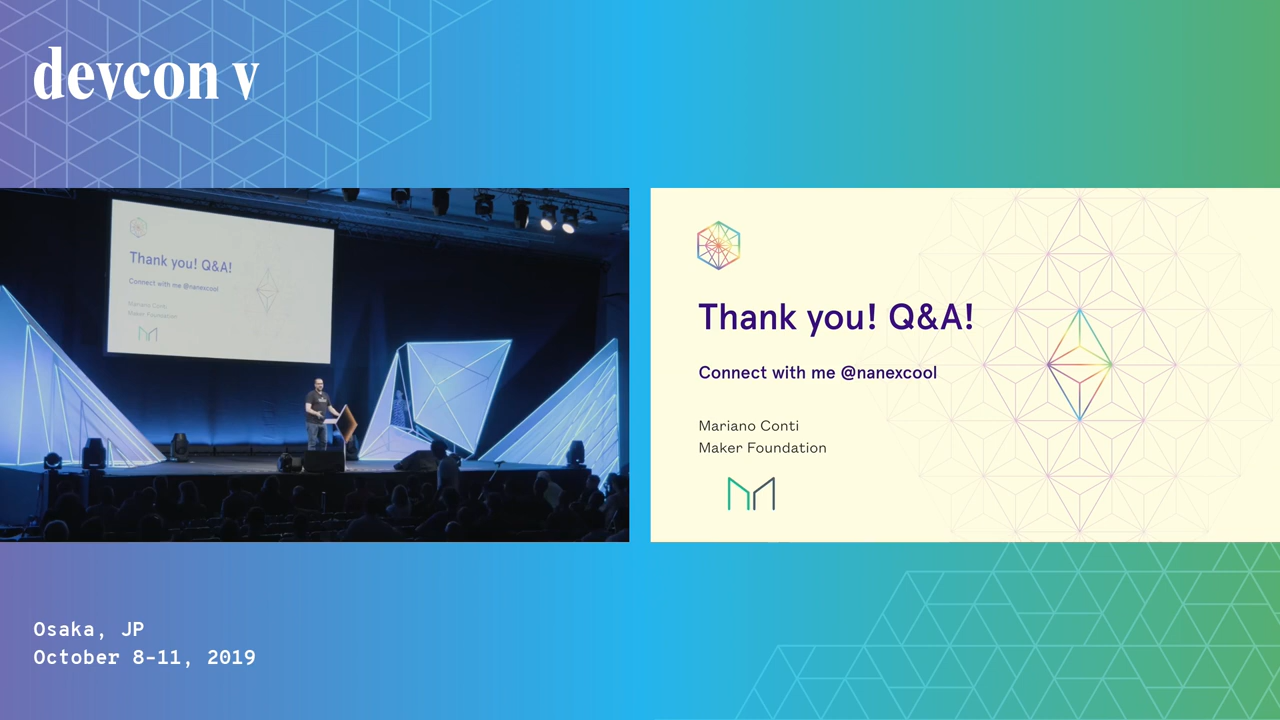 devcon v
Thank you! Q&A!
Connect with me @nanexcool
Mariano Conti
Maker Foundation
Thank you! Q&A!
Connect with me @nanexcool
Mariano Conti
Maker Foundation
Osaka, JP
October 8-11, 2019